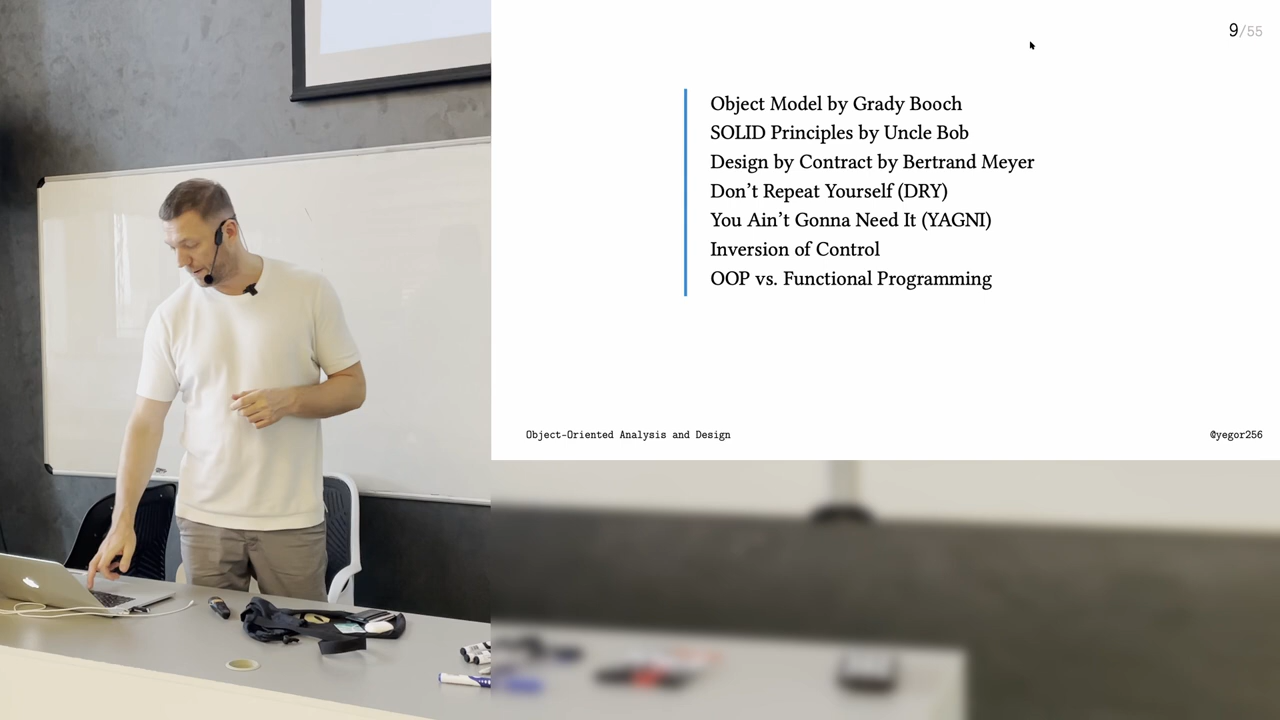 9/55
Object Model by Grady Booch
SOLID Principles by Uncle Bob
Design by Contract by Bertrand Meyer
Don’t Repeat Yourself (DRY)
You Ain’t Gonna Need It (YAGNI)
Inversion of Control
OOP vs. Functional Programming
Object-Oriented Analysis and Design
@yegor256